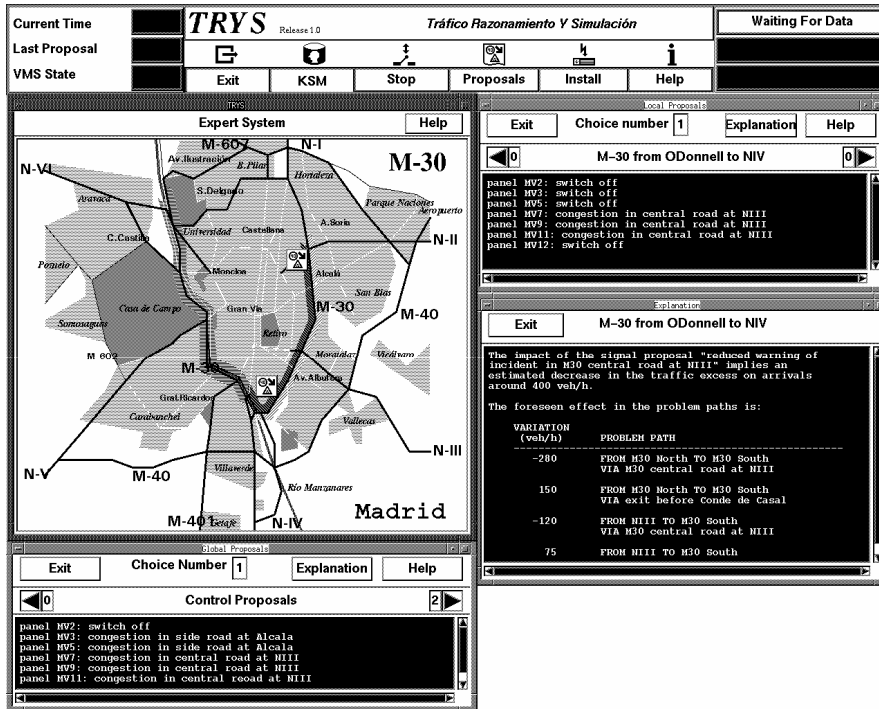 Current Time
Last Proposal
VMS State
TRYS Release 1.0
Tráfico Razonamiento Y Simulación
Waiting For Data
Exit
KSM
Stop
Proposals
Install
Help
TRYS
Expert System
Help
M-607
N-I
M-30
Av.Ilustración
B.Pilar
Hortaleza
N-VI
S.Delgado
Aravaca
Parque Naciones
Aeropuerto
A.Soria
C.Castilla
Universidad
Castellana
N-II
Pozuelo
Moncloa
Alcalá
San Blas
Casa de Campo
Gran Vía
M-30
M-40
Somosaguas
Retiro
M 602
Moratalaz
Vicálvaro
M-30
Av.Albufera
Gral.Ricardos
Carabanchel
Vallecas
N-III
N-V
M-40
Villaverde
Río Manzanares
M-401
Getafe
N-IV
Madrid
Local Proposals
Exit
Choice number 1
Explanation
Help
0
M-30 from ODonnell to NIV
0
panel MV2: switch off
panel MV3: switch off
panel MV5: switch off
panel MV7: congestion in central road at NIII
panel MV9: congestion in central road at NIII
panel MV11: congestion in central road at NIII
panel MV12: switch off
Explanation
Exit
M-30 from ODonnell to NIV
The impact of the signal proposal "reduced warning of
incident in M30 central road at NIII" implies an
estimated decrease in the traffic excess on arrivals
around 400 veh/h.
The foreseen effect in the problem paths is:
VARIATION
(veh/h) PROBLEM PATH
-280 FROM M30 North TO M30 South
VIA M30 central road at NIII
150 FROM M30 North TO M30 South
VIA exit before Conde de Casal
-120 FROM NIII TO M30 South
VIA M30 central road at NIII
75 FROM NIII TO M30 South
Global Proposals
Exit
Choice Number 1
Explanation
Help
0
Control Proposals
2
panel MV2: switch off
panel MV3: congestion in side road at Alcala
panel MV5: congestion in side road at Alcala
panel MV7: congestion in central road at NIII
panel MV9: congestion in central road at NIII
panel MV11: congestion in central reoad at NIII